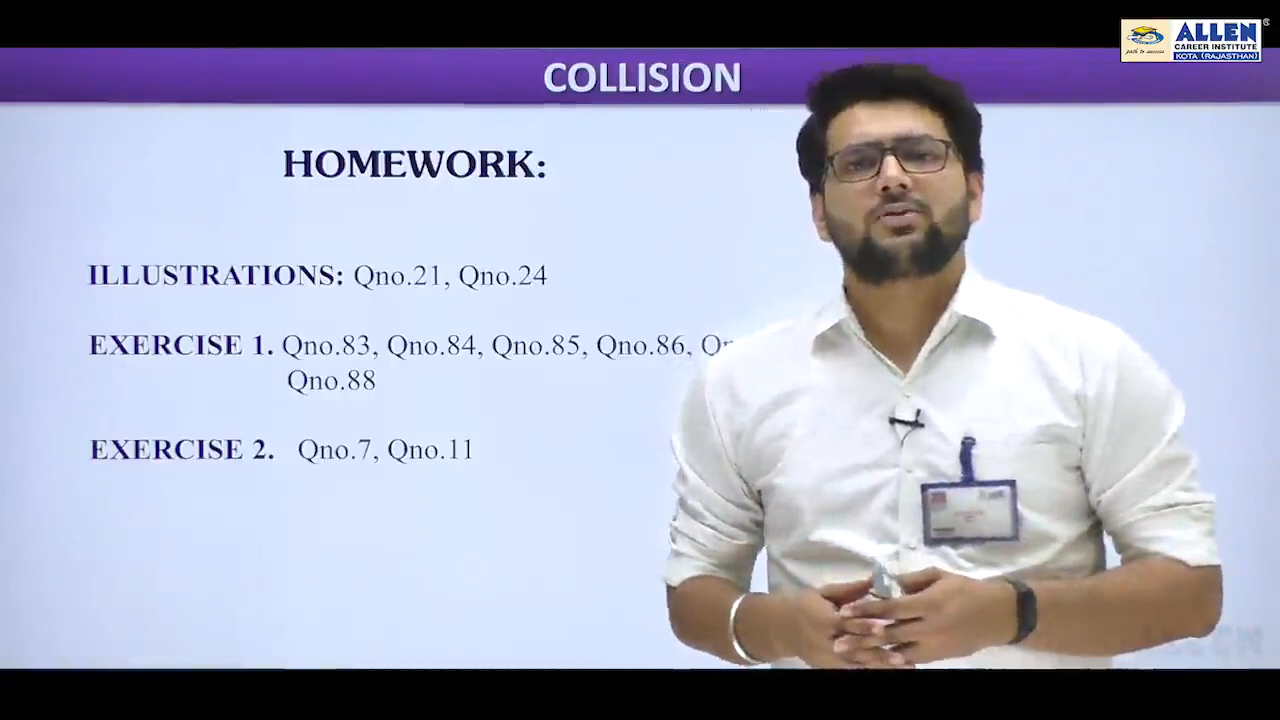 ALLEN
path to success
CAREER INSTITUTE
KOTA (RAJASTHAN)
COLLISION
HOMEWORK:
ILLUSTRATIONS: Qno.21, Qno.24
EXERCISE 1. Qno.83, Qno.84, Qno.85, Qno.86,
Qno.88
EXERCISE 2. Qno.7, Qno.11